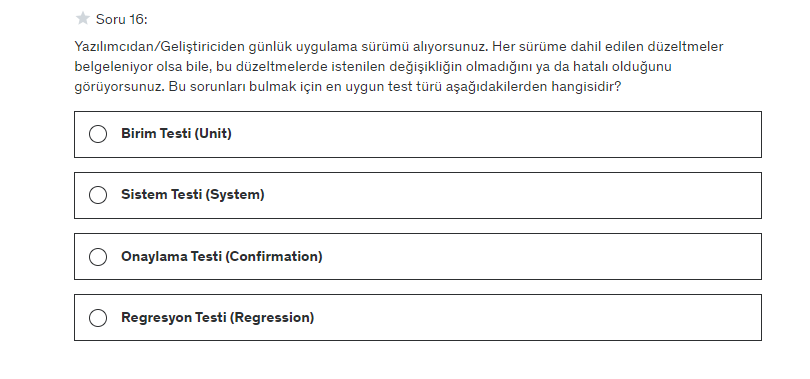 Soru 16:
Yazılımcıdan/Geliştiriciden günlük uygulama sürümü alıyorsunuz. Her sürüme dahil edilen düzeltmeler
belgeleniyor olsa bile, bu düzeltmelerde istenilen değişikliğin olmadığını ya da hatalı olduğunu
görüyorsunuz. Bu sorunları bulmak için en uygun test türü aşağıdakilerden hangisidir?
Birim Testi (Unit)
Sistem Testi (System)
Onaylama Testi (Confirmation)
Regresyon Testi (Regression)